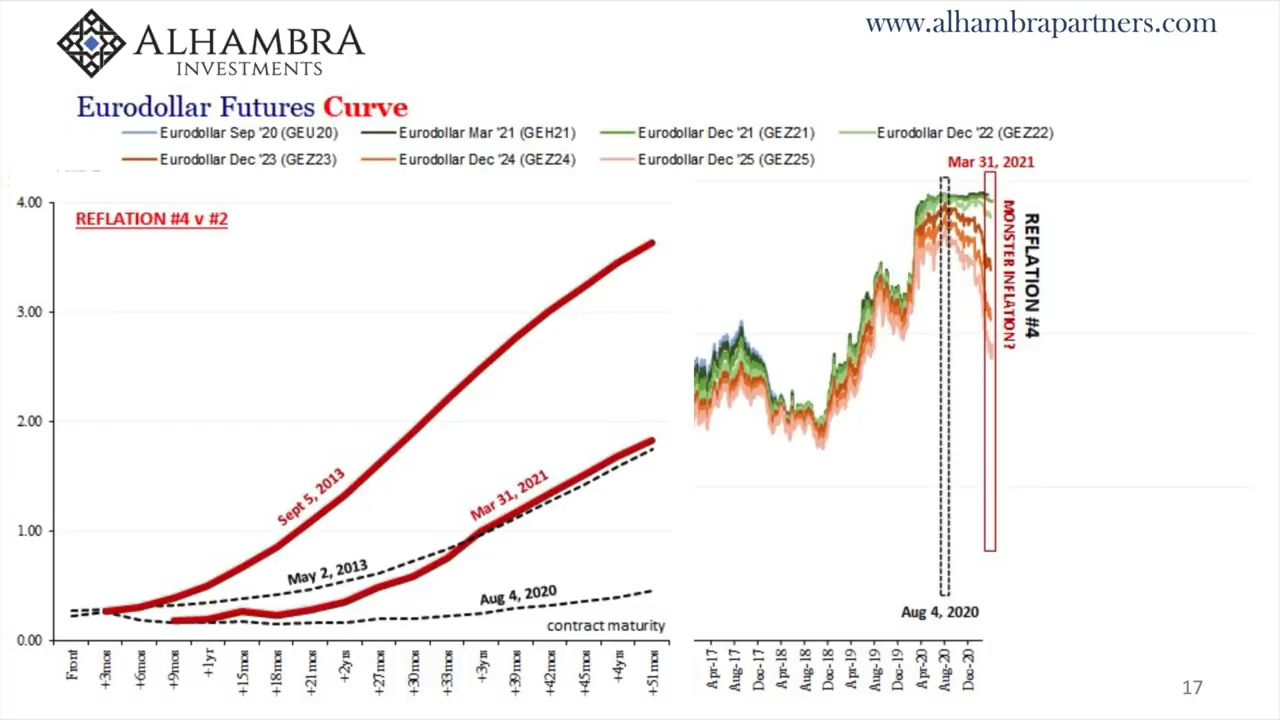 www.alhambrapartners.com
ALHAMBRA
INVESTMENTS
Eurodollar Futures Curve
Eurodollar Sep '20 (GEU20) Eurodollar Mar '21 (GEH21) Eurodollar Dec '21 (GEZ21) Eurodollar Dec '22 (GEZ22)
Eurodollar Dec '23 (GEZ23) Eurodollar Dec '24 (GEZ24) Eurodollar Dec '25 (GEZ25)
REFLATION #4 v #2
4.00
3.00
2.00
1.00
0.00
Sept 5, 2013
Mar 31, 2021
May 2, 2013
Aug 4, 2020
contract maturity
Front
+3mos
+6mos
+9mos
+1yr
+15mos
+18mos
+21mos
+2yrs
+27mos
+30mos
+33mos
+3yrs
+39mos
+42mos
+45mos
+4yrs
+51mos
Mar 31, 2021
REFLATION #4
MONSTER INFLATION?
Aug 4, 2020
Apr-17
Aug-17
Dec-17
Apr-18
Aug-18
Dec-18
Apr-19
Aug-19
Dec-19
Apr-20
Aug-20
Dec-20
17